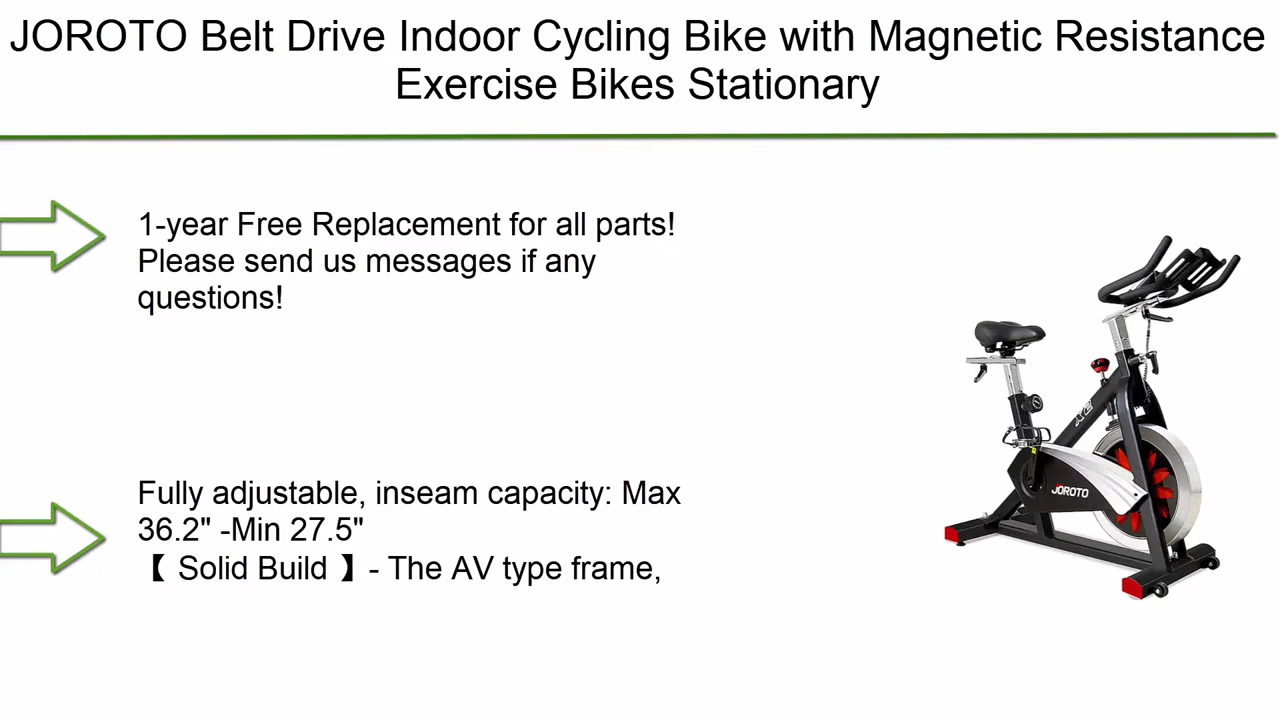 JOROTO Belt Drive Indoor Cycling Bike with Magnetic Resistance
Exercise Bikes Stationary
1-year Free Replacement for all parts!
Please send us messages if any
questions!
Fully adjustable, inseam capacity: Max
36.2" -Min 27.5"
【 Solid Build 】- The AV type frame,
X2
JOROTO